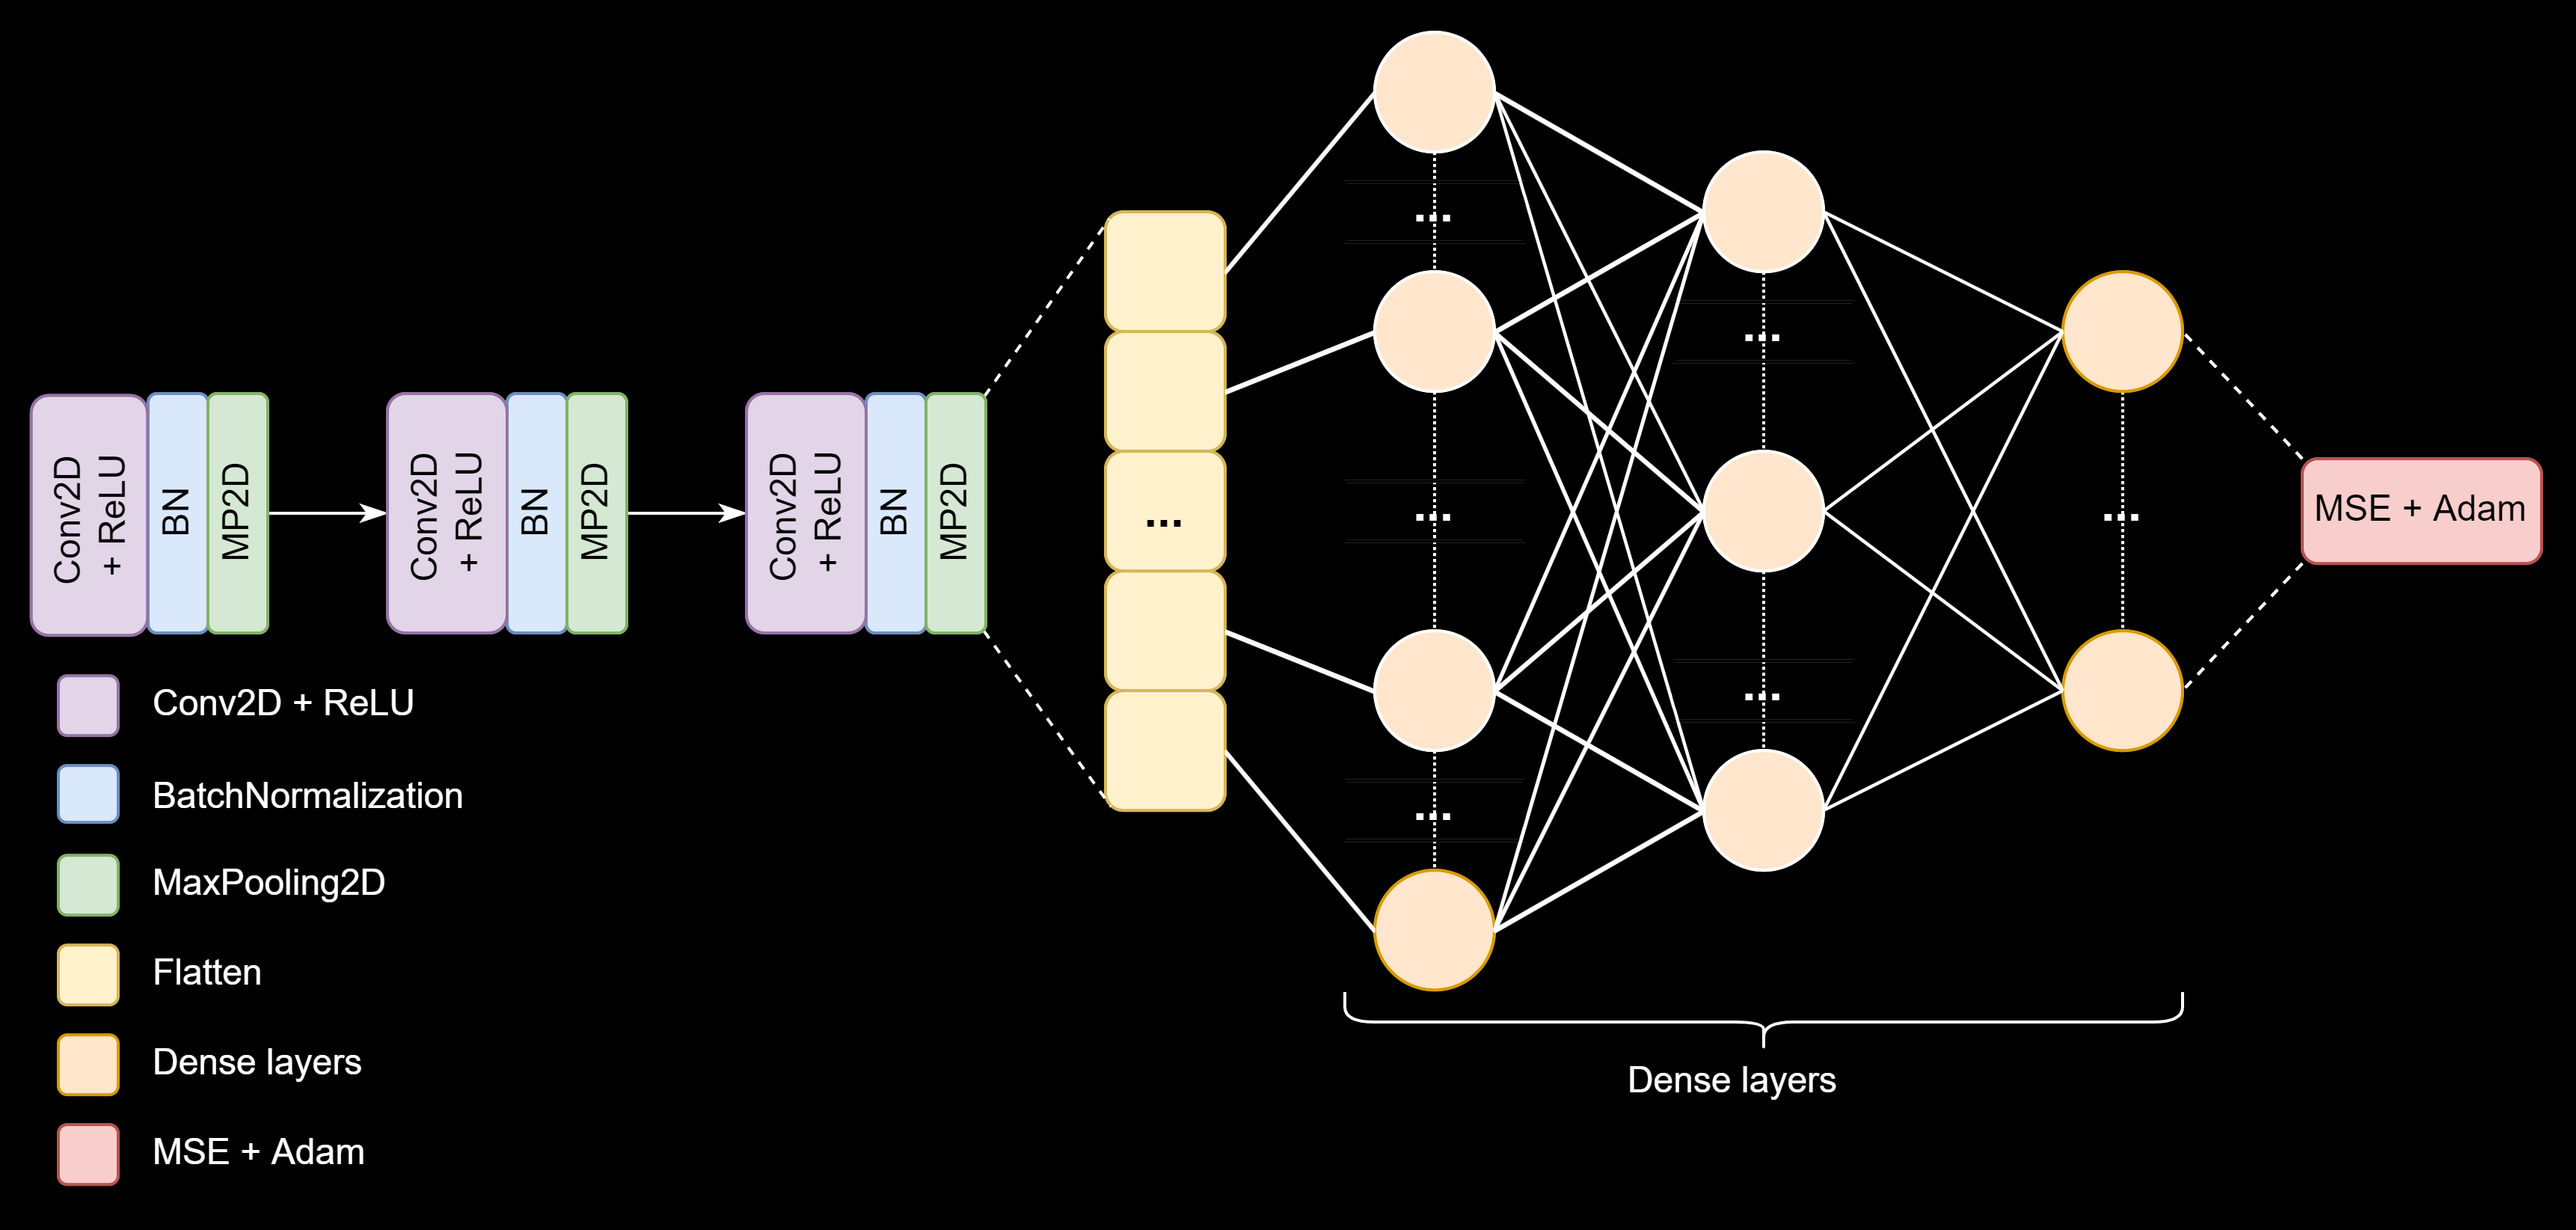 Conv2D
+ ReLU
BN
MP2D
Conv2D
+ ReLU
BN
MP2D
Conv2D
+ ReLU
BN
MP2D
...
...
...
...
...
...
...
MSE + Adam
Conv2D + ReLU
BatchNormalization
MaxPooling2D
Flatten
Dense layers
MSE + Adam
Dense layers